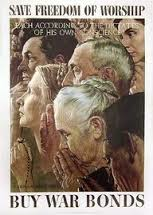 SAVE FREEDOM OF WORSHIP
EACH ACCORDING TO THE DICTATES
OF HIS OWN CONSCIENCE
BUY WAR BONDS